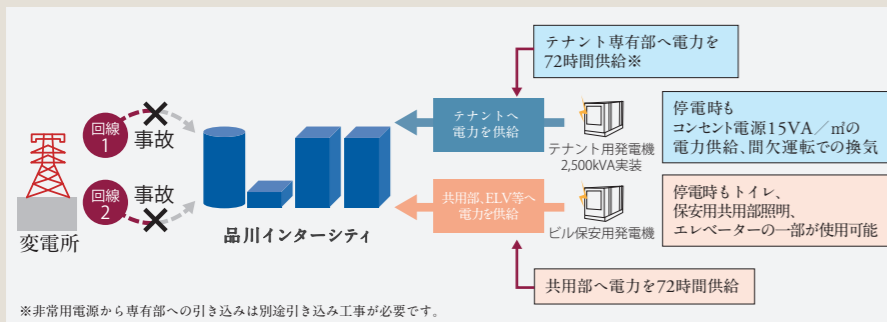 テナント専有部へ電力を
72時間供給※
回線
1
事故
テナントへ
電力を供給
テナント用発電機
2,500kVA実装
停電時も
コンセント電源15VA／㎡の
電力供給、間欠運転での換気
回線
2
事故
変電所
品川インターシティ
共用部、ELV等へ
電力を供給
ビル保安用発電機
停電時もトイレ、
保安用共用部照明、
エレベーターの一部が使用可能
共用部へ電力を72時間供給
※非常用電源から専有部への引き込みは別途引き込み工事が必要です。